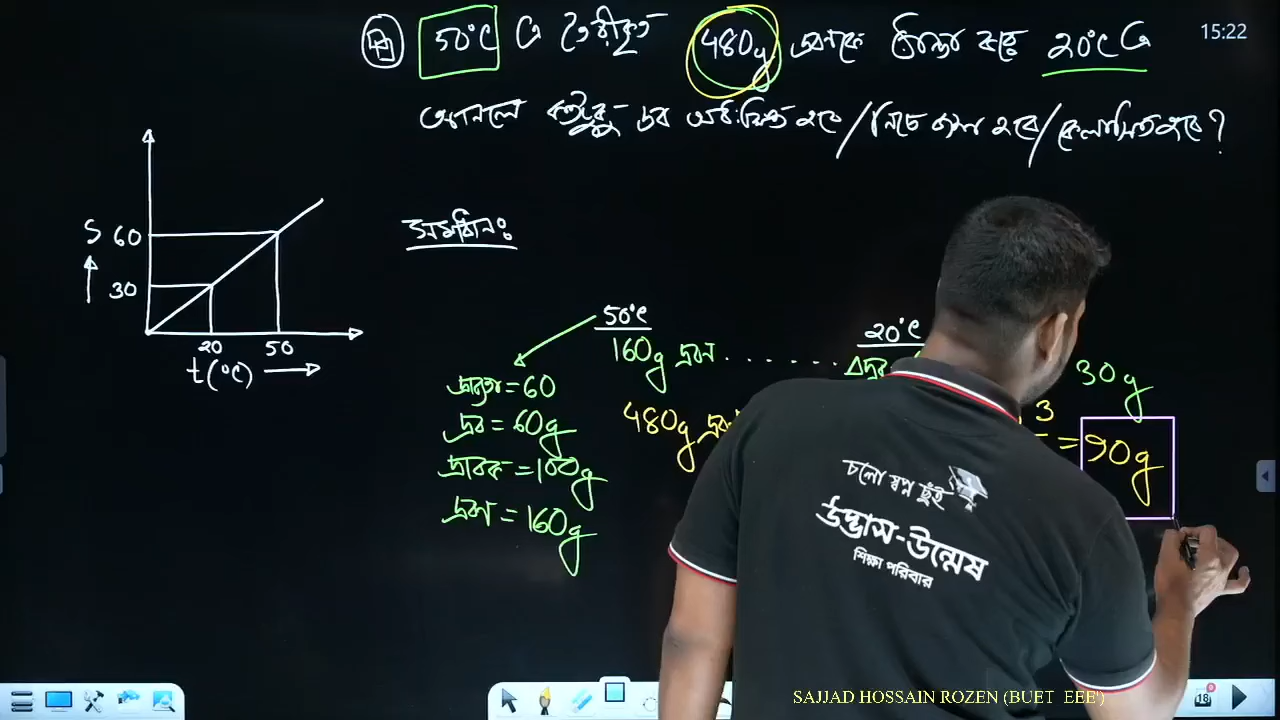 50°C এ তৈরীকৃত 480g দ্রবণকে ঠান্ডা করে 20°C এ
15:22
আনলে কতটুকু দ্রব অধঃক্ষিপ্ত হবে / নিচে জমা হবে / কেলাসিত হবে ?
সমাধান:
S 60
30
20 50
t(°C)
50°C
20°C
160g দ্রবণ . . . . . .
30g
দ্রাব্যতা = 60
দ্রব = 60g
480g
3
= 90g
দ্রাবক = 100g
দ্রবণ = 160g
চলো স্বপ্ন ছুঁই
উদ্ভাস-উন্মেষ
শিক্ষা পরিবার
SAJJAD HOSSAIN ROZEN (BUET EEE')
18